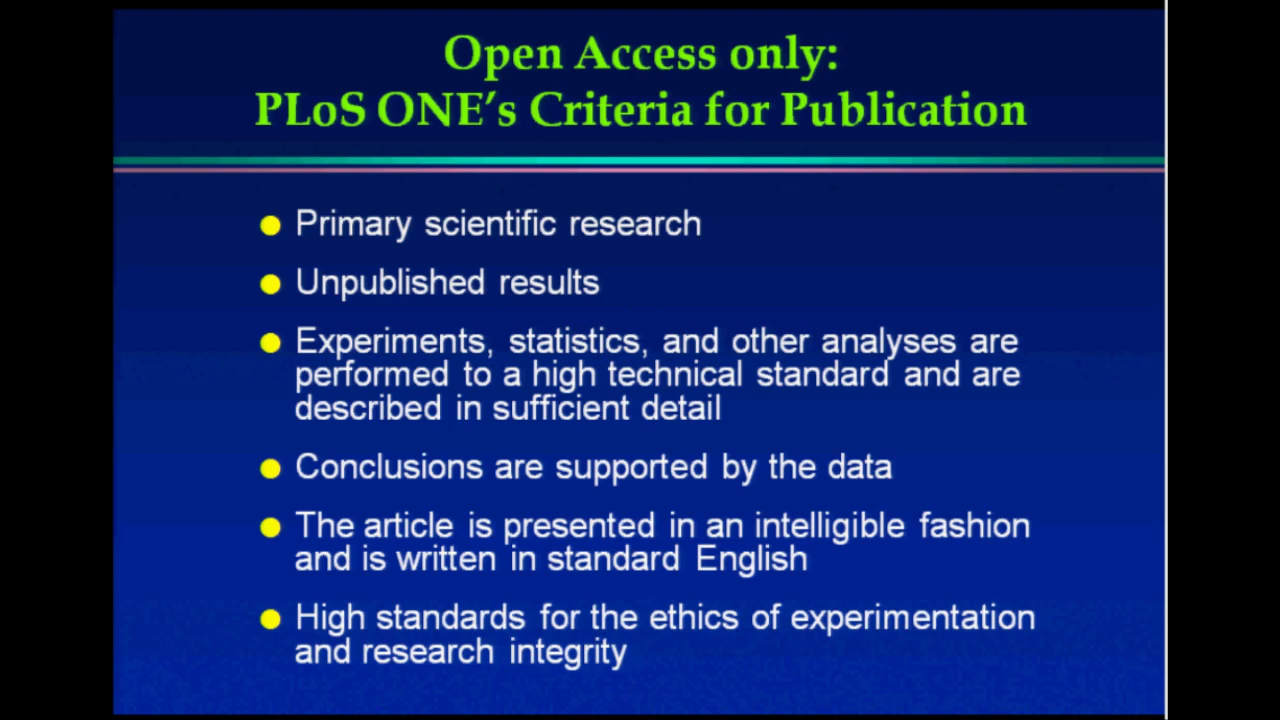 Open Access only:
PLoS ONE’s Criteria for Publication
Primary scientific research
Unpublished results
Experiments, statistics, and other analyses are
performed to a high technical standard and are
described in sufficient detail
Conclusions are supported by the data
The article is presented in an intelligible fashion
and is written in standard English
High standards for the ethics of experimentation
and research integrity